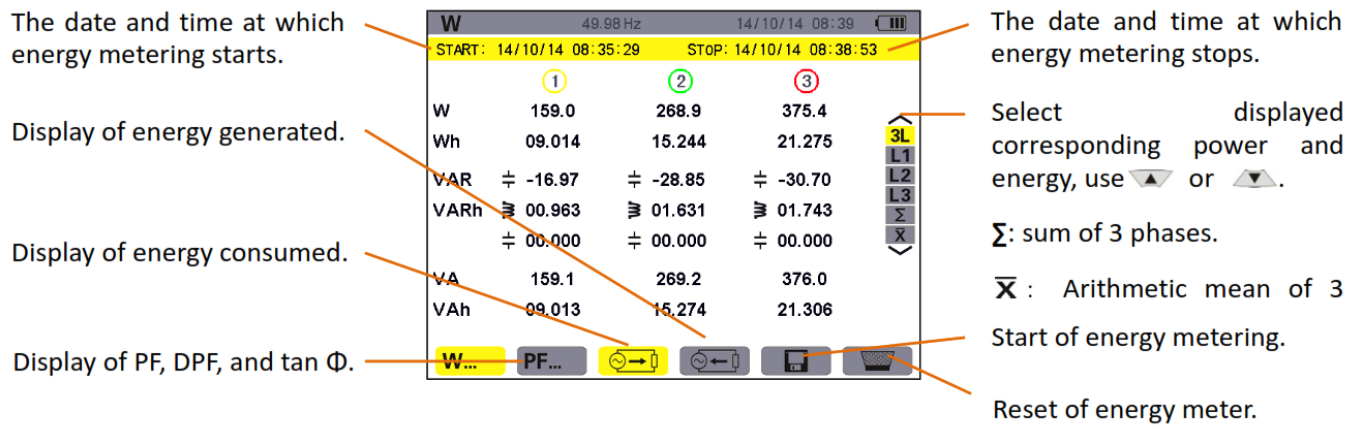 The date and time at which
energy metering starts.
Display of energy generated.
Display of energy consumed.
Display of PF, DPF, and tan Φ.
W 49.98 Hz 14/10/14 08:39
START: 14/10/14 08:35:29 STOP: 14/10/14 08:38:53
1 2 3
W 159.0 268.9 375.4
Wh 09.014 15.244 21.275
VAR -16.97 -28.85 -30.70
VARh 00.963 01.631 01.743
00.000 00.000 00.000
VA 159.1 269.2 376.0
VAh 09.013 15.274 21.306
3L
L1
L2
L3
Σ
x̅
W... PF...
The date and time at which
energy metering stops.
Select displayed
corresponding power and
energy, use or .
Σ: sum of 3 phases.
X̅ : Arithmetic mean of 3
Start of energy metering.
Reset of energy meter.